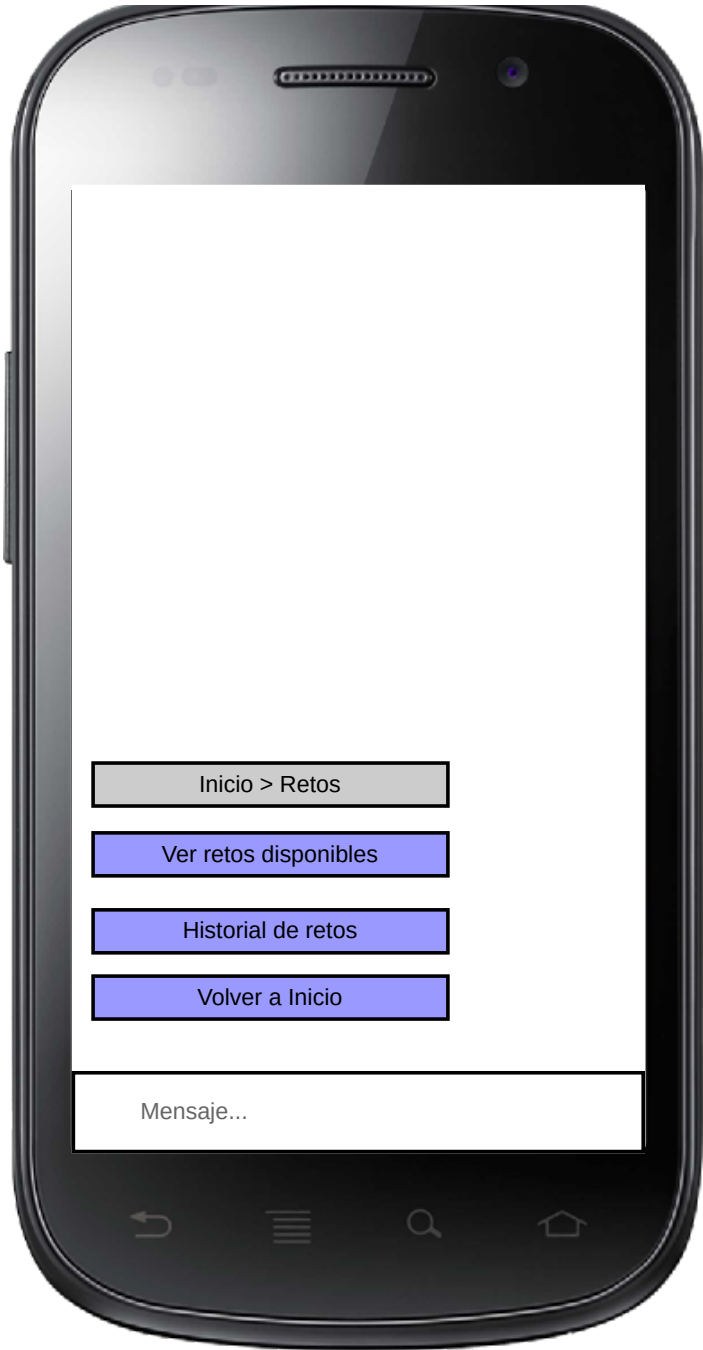 Inicio > Retos
Ver retos disponibles
Historial de retos
Volver a Inicio
Mensaje...